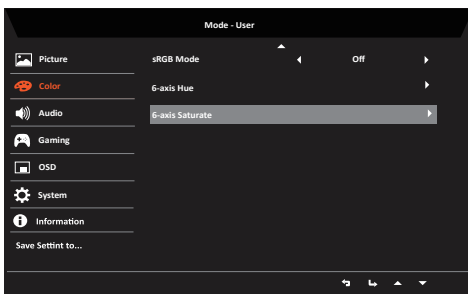 Mode - User
Picture
sRGB Mode
Off
Color
6-axis Hue
Audio
6-axis Saturate
Gaming
OSD
System
Information
Save Settint to...